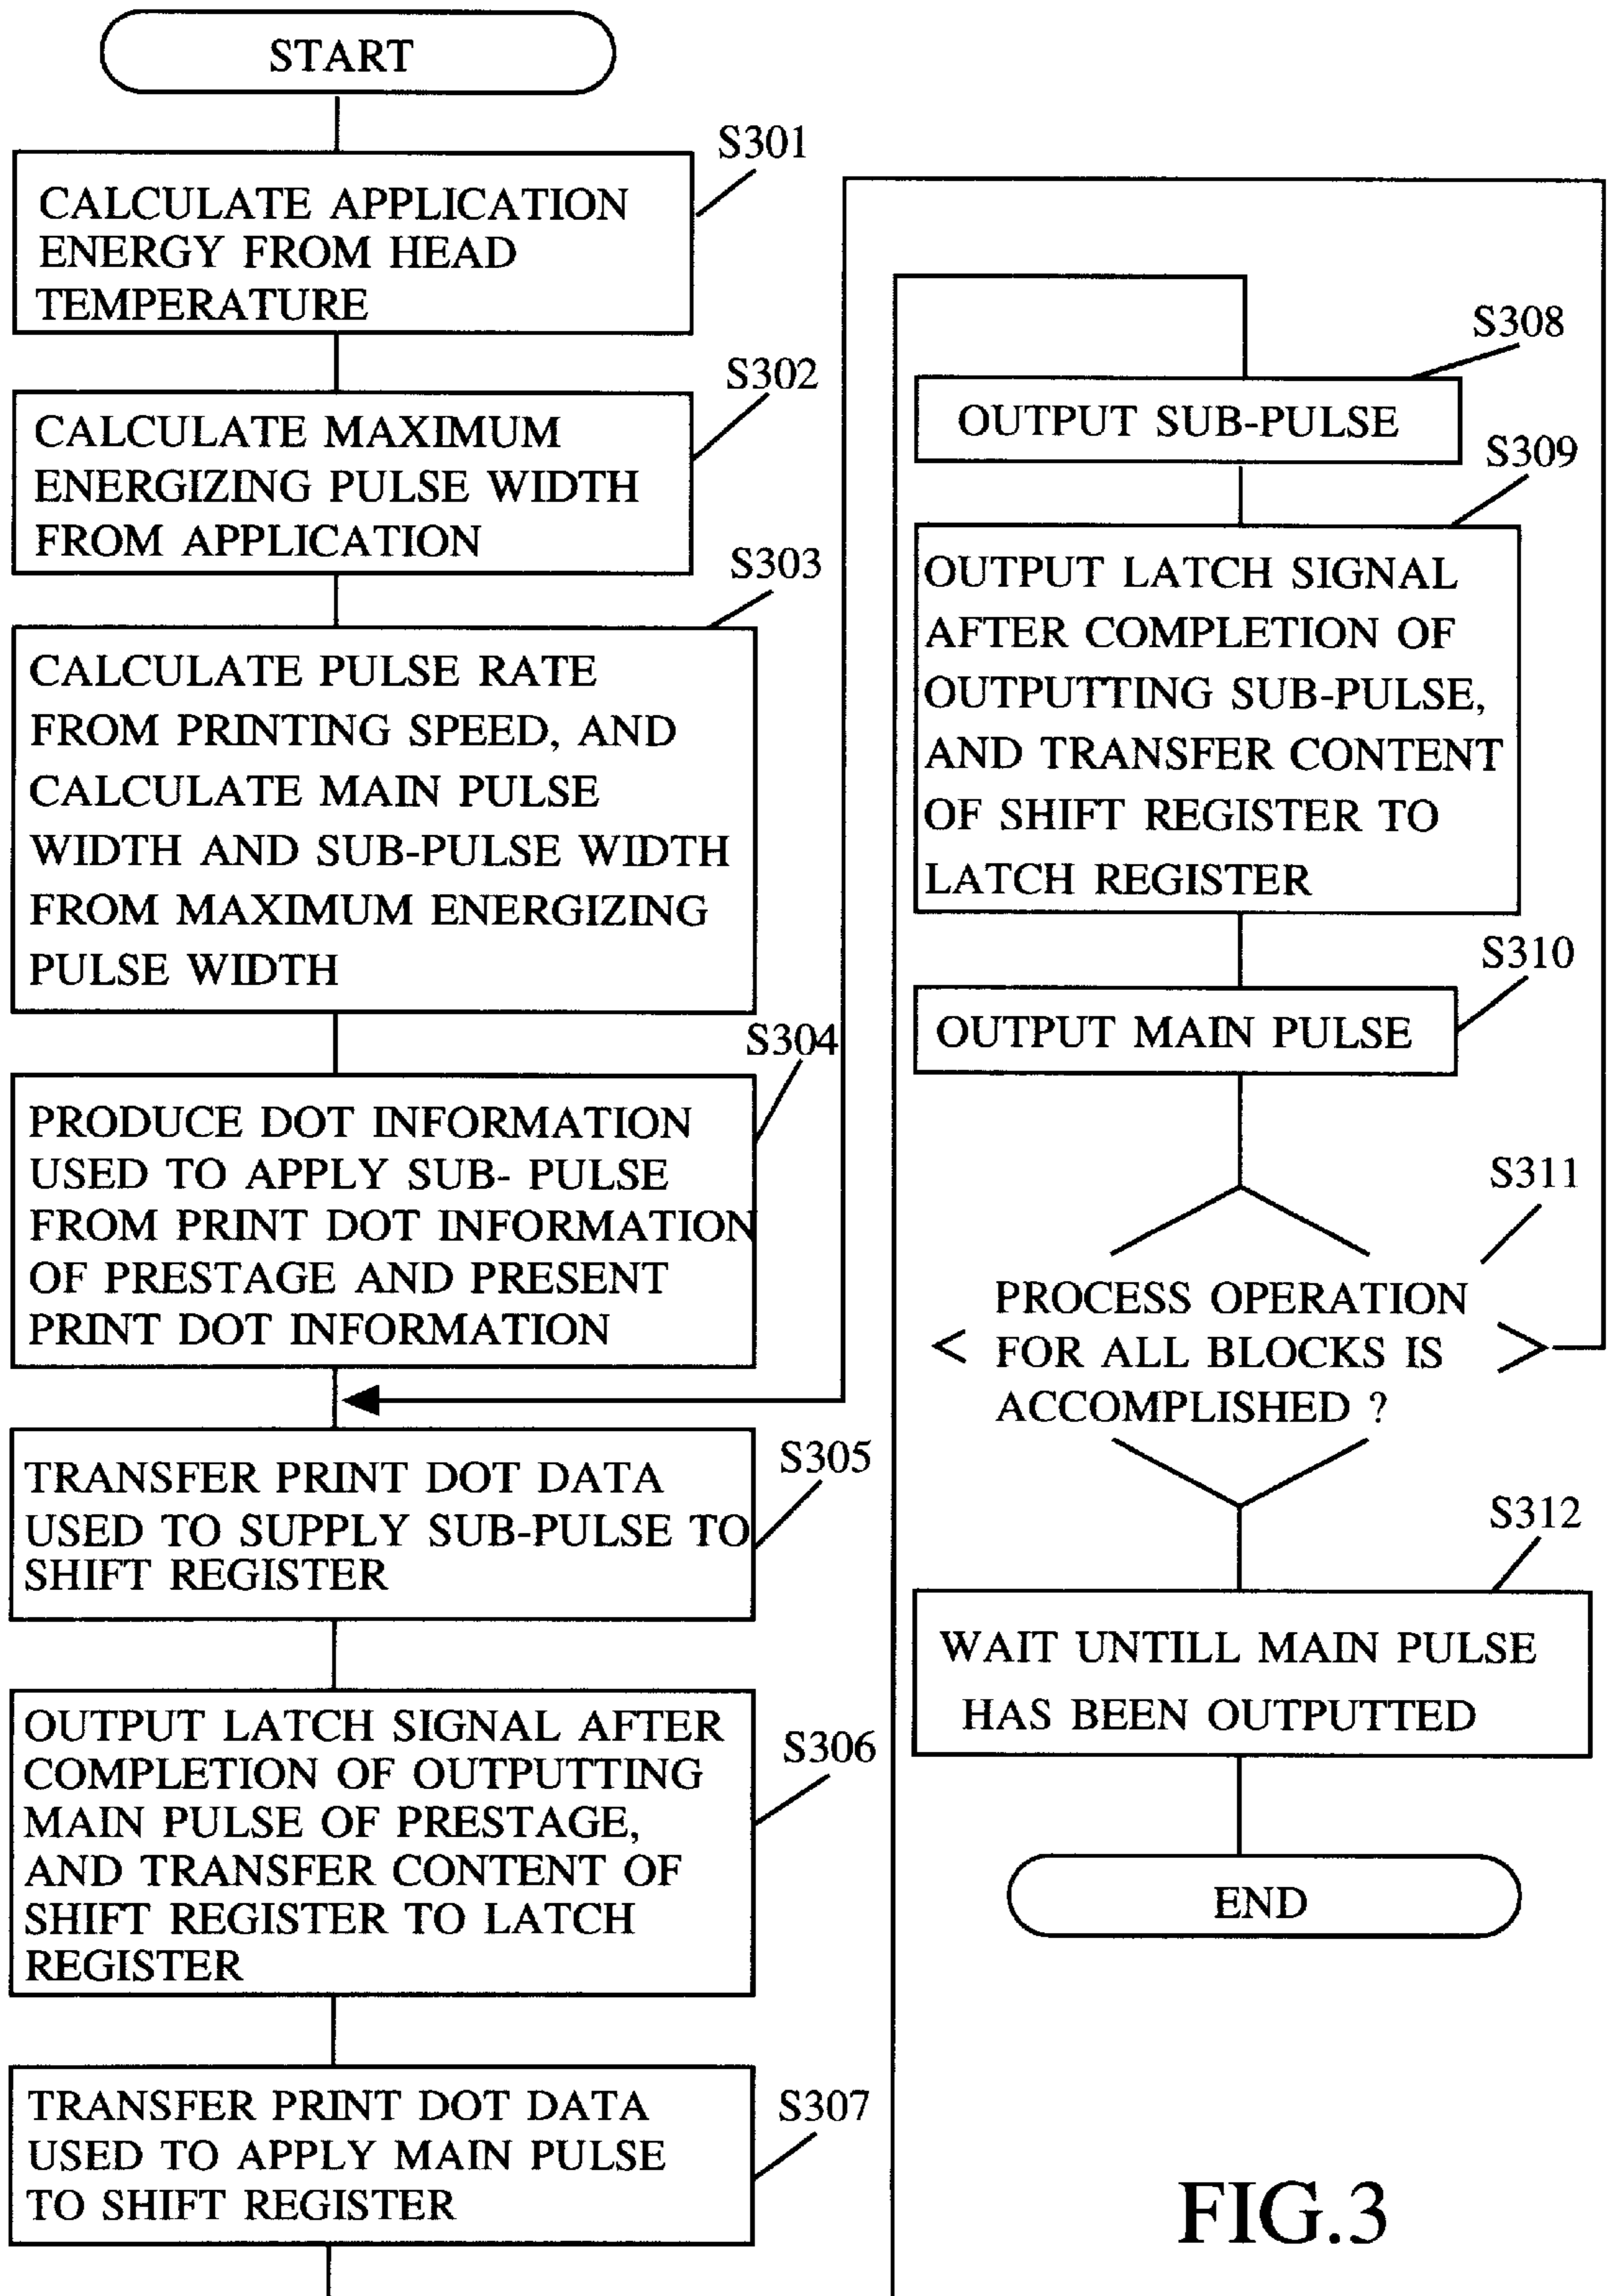 START
S301
CALCULATE APPLICATION
ENERGY FROM HEAD
TEMPERATURE
S302
CALCULATE MAXIMUM
ENERGIZING PULSE WIDTH
FROM APPLICATION
S303
CALCULATE PULSE RATE
FROM PRINTING SPEED, AND
CALCULATE MAIN PULSE
WIDTH AND SUB-PULSE WIDTH
FROM MAXIMUM ENERGIZING
PULSE WIDTH
S304
PRODUCE DOT INFORMATION
USED TO APPLY SUB- PULSE
FROM PRINT DOT INFORMATION
OF PRESTAGE AND PRESENT
PRINT DOT INFORMATION
S305
TRANSFER PRINT DOT DATA
USED TO SUPPLY SUB-PULSE TO
SHIFT REGISTER
S306
OUTPUT LATCH SIGNAL AFTER
COMPLETION OF OUTPUTTING
MAIN PULSE OF PRESTAGE,
AND TRANSFER CONTENT OF
SHIFT REGISTER TO LATCH
REGISTER
S307
TRANSFER PRINT DOT DATA
USED TO APPLY MAIN PULSE
TO SHIFT REGISTER
S308
OUTPUT SUB-PULSE
S309
OUTPUT LATCH SIGNAL
AFTER COMPLETION OF
OUTPUTTING SUB-PULSE,
AND TRANSFER CONTENT
OF SHIFT REGISTER TO
LATCH REGISTER
S310
OUTPUT MAIN PULSE
S311
PROCESS OPERATION
FOR ALL BLOCKS IS
ACCOMPLISHED ?
S312
WAIT UNTILL MAIN PULSE
HAS BEEN OUTPUTTED
END
FIG.3